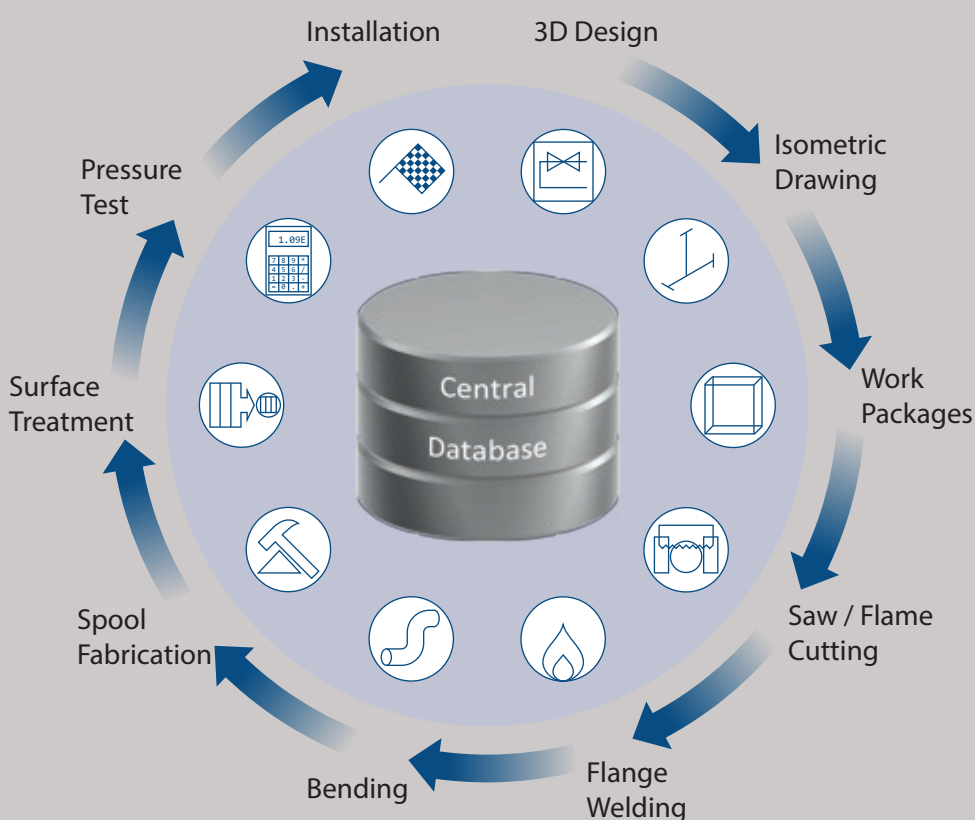 Installation
3D Design
Isometric
Drawing
Work
Packages
Saw / Flame
Cutting
Flange
Welding
Bending
Spool
Fabrication
Surface
Treatment
Pressure
Test
Central
Database
1.09E
7 8 9 *
4 5 6 /
1 2 3 -
= 0 . +